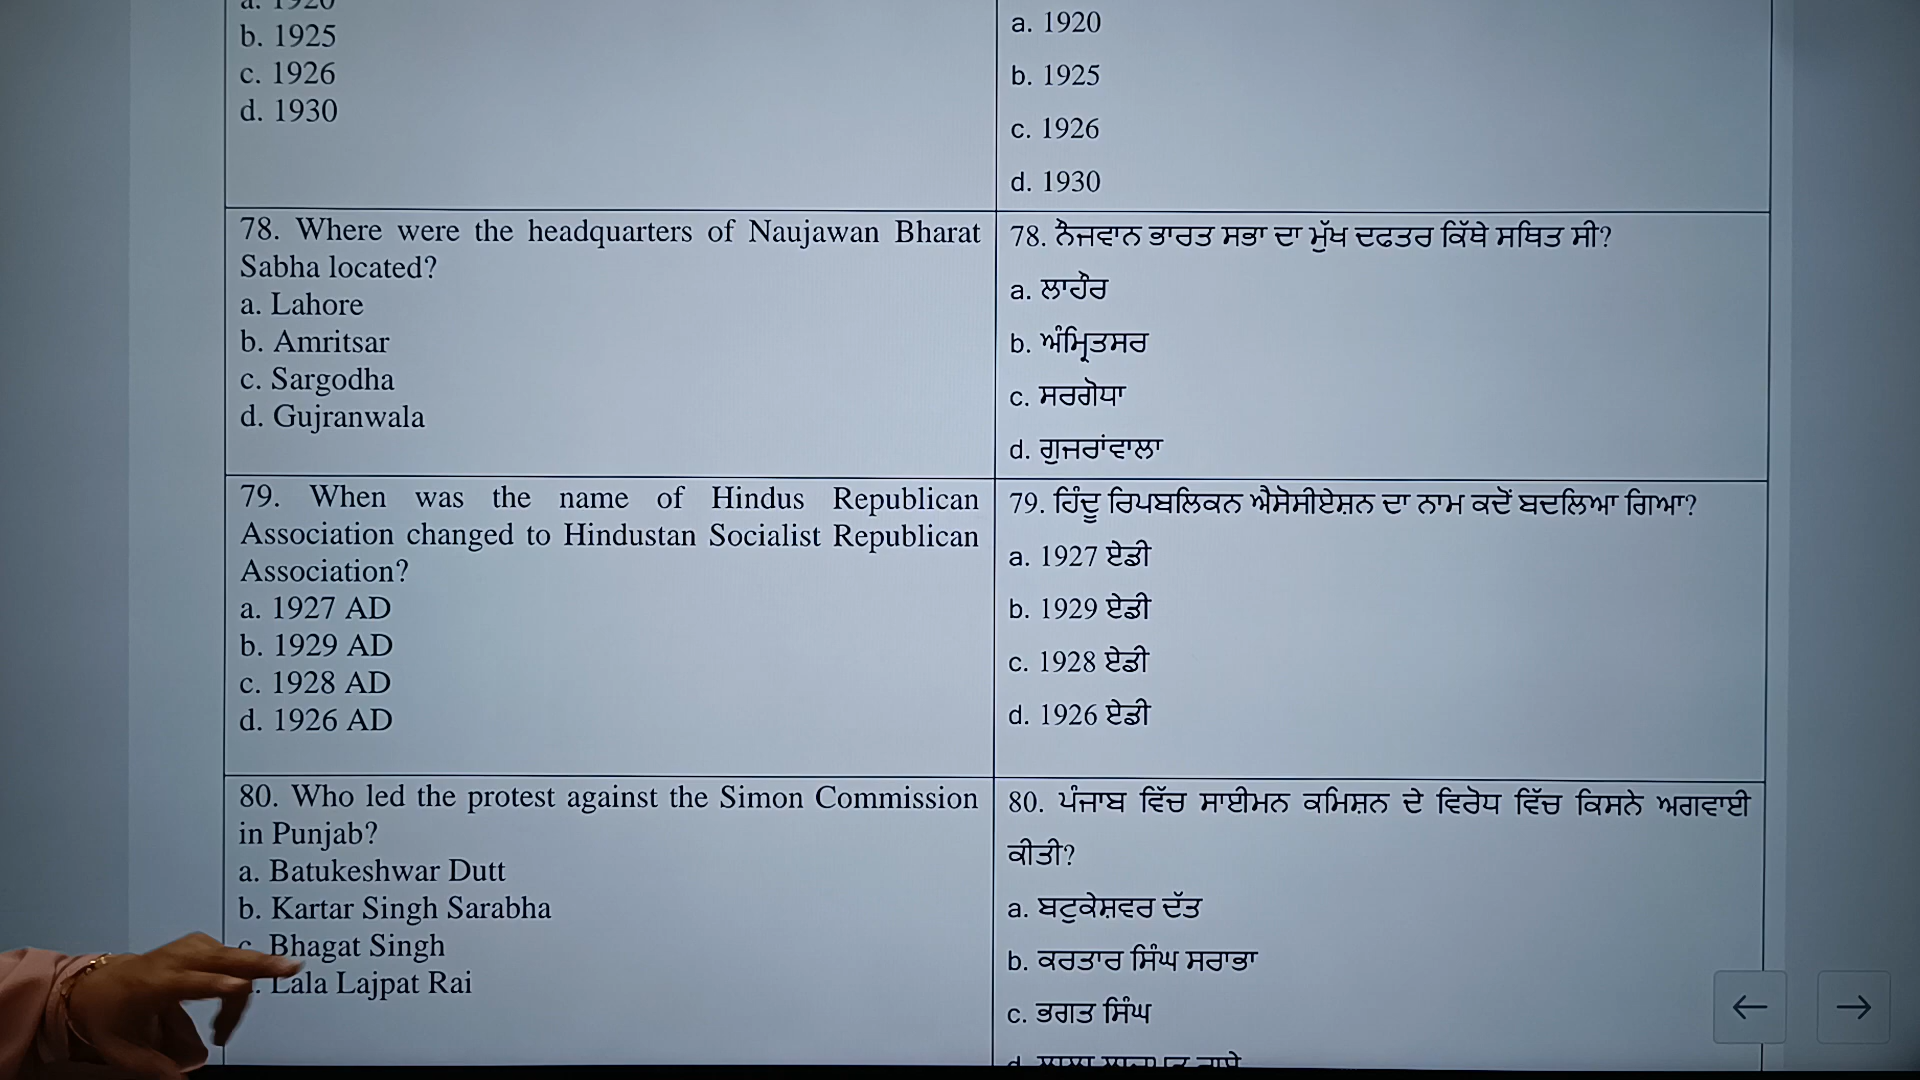 a. 1920
b. 1925
c. 1926
d. 1930
a. 1920
b. 1925
c. 1926
d. 1930
78. Where were the headquarters of Naujawan Bharat
Sabha located?
a. Lahore
b. Amritsar
c. Sargodha
d. Gujranwala
78. ਨੌਜਵਾਨ ਭਾਰਤ ਸਭਾ ਦਾ ਮੁੱਖ ਦਫਤਰ ਕਿੱਥੇ ਸਥਿਤ ਸੀ?
a. ਲਾਹੌਰ
b. ਅੰਮ੍ਰਿਤਸਰ
c. ਸਰਗੋਧਾ
d. ਗੁਜਰਾਂਵਾਲਾ
79. When was the name of Hindus Republican
Association changed to Hindustan Socialist Republican
Association?
a. 1927 AD
b. 1929 AD
c. 1928 AD
d. 1926 AD
79. ਹਿੰਦੂ ਰਿਪਬਲਿਕਨ ਐਸੋਸੀਏਸ਼ਨ ਦਾ ਨਾਮ ਕਦੋਂ ਬਦਲਿਆ ਗਿਆ?
a. 1927 ਏਡੀ
b. 1929 ਏਡੀ
c. 1928 ਏਡੀ
d. 1926 ਏਡੀ
80. Who led the protest against the Simon Commission
in Punjab?
a. Batukeshwar Dutt
b. Kartar Singh Sarabha
c. Bhagat Singh
Lala Lajpat Rai
80. ਪੰਜਾਬ ਵਿੱਚ ਸਾਈਮਨ ਕਮਿਸ਼ਨ ਦੇ ਵਿਰੋਧ ਵਿੱਚ ਕਿਸਨੇ ਅਗਵਾਈ
ਕੀਤੀ?
a. ਬਟੁਕੇਸ਼ਵਰ ਦੱਤ
b. ਕਰਤਾਰ ਸਿੰਘ ਸਰਾਭਾ
c. ਭਗਤ ਸਿੰਘ